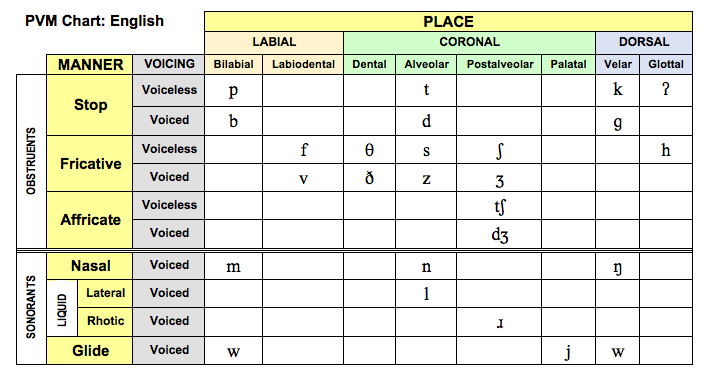 PVM Chart: English PLACE
LABIAL CORONAL DORSAL
MANNER VOICING Bilabial Labiodental Dental Alveolar Postalveolar Palatal Velar Glottal
OBSTRUENTS
Stop
Voiceless p t k ʔ
Voiced b d ɡ
Fricative
Voiceless f θ s ʃ h
Voiced v ð z ʒ
Affricate
Voiceless tʃ
Voiced dʒ
SONORANTS
Nasal Voiced m n ŋ
LIQUID
Lateral Voiced l
Rhotic Voiced ɹ
Glide Voiced w j w